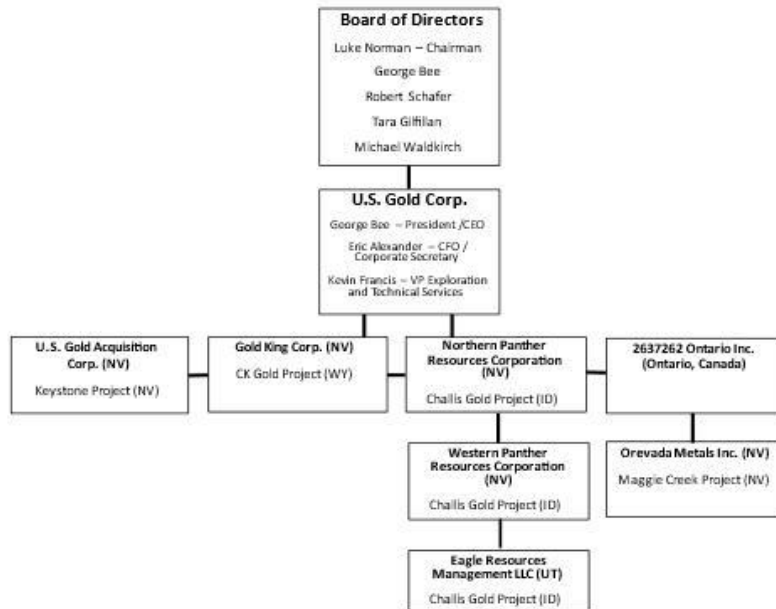 Board of Directors
Luke Norman – Chairman
George Bee
Robert Schafer
Tara Gilfillan
Michael Waldkirch
U.S. Gold Corp.
George Bee – President /CEO
Eric Alexander – CFO /
Corporate Secretary
Kevin Francis – VP Exploration
and Technical Services
U.S. Gold Acquisition
Corp. (NV)
Keystone Project (NV)
Gold King Corp. (NV)
CK Gold Project (WY)
Northern Panther
Resources Corporation
(NV)
Challis Gold Project (ID)
2637262 Ontario Inc.
(Ontario, Canada)
Western Panther
Resources Corporation
(NV)
Challis Gold Project (ID)
Orevada Metals Inc. (NV)
Maggie Creek Project (NV)
Eagle Resources
Management LLC (UT)
Challis Gold Project (ID)